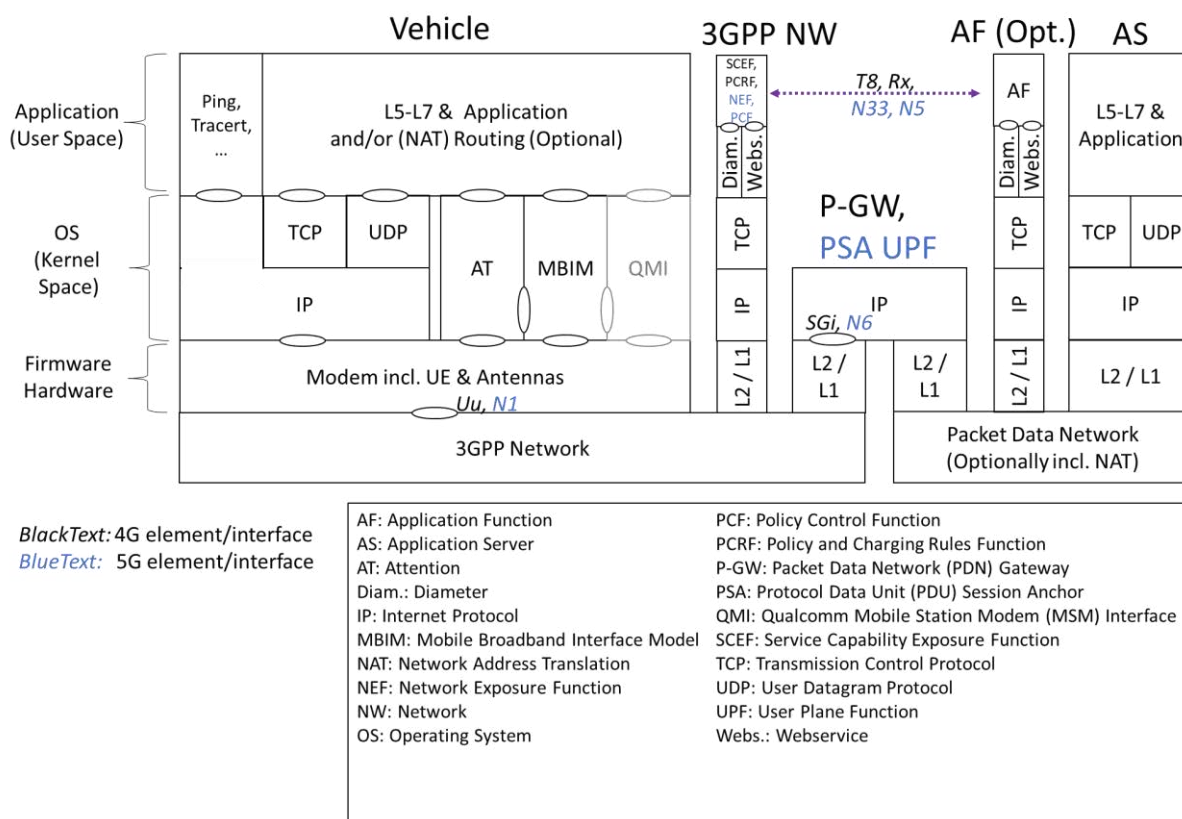 Vehicle
3GPP NW
AF (Opt.)
AS
Application
(User Space)
Ping,
Tracert,
...
L5-L7 & Application
and/or (NAT) Routing (Optional)
SCEF,
PCRF,
NEF,
PCF
T8, Rx,
N33, N5
AF
L5-L7 &
Application
Diam.
Webs.
Diam.
Webs.
OS
(Kernel
Space)
TCP
UDP
AT
MBIM
QMI
TCP
P-GW,
PSA UPF
TCP
TCP
UDP
IP
IP
IP
SGi, N6
IP
IP
Firmware
Hardware
Modem incl. UE & Antennas
Uu, N1
L2 / L1
L2 /
L1
L2 /
L1
L2 / L1
L2 / L1
3GPP Network
Packet Data Network
(Optionally incl. NAT)
BlackText: 4G element/interface
BlueText: 5G element/interface
AF: Application Function
AS: Application Server
AT: Attention
Diam.: Diameter
IP: Internet Protocol
MBIM: Mobile Broadband Interface Model
NAT: Network Address Translation
NEF: Network Exposure Function
NW: Network
OS: Operating System
PCF: Policy Control Function
PCRF: Policy and Charging Rules Function
P-GW: Packet Data Network (PDN) Gateway
PSA: Protocol Data Unit (PDU) Session Anchor
QMI: Qualcomm Mobile Station Modem (MSM) Interface
SCEF: Service Capability Exposure Function
TCP: Transmission Control Protocol
UDP: User Datagram Protocol
UPF: User Plane Function
Webs.: Webservice